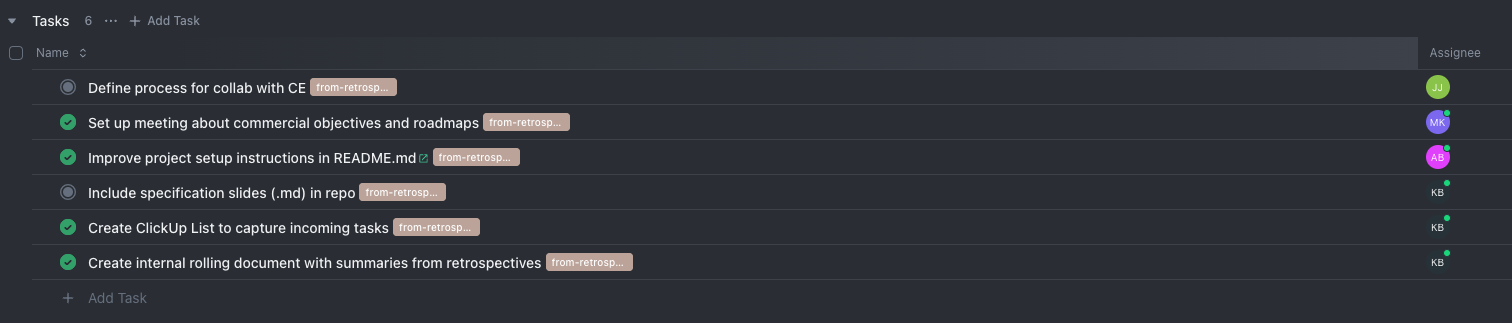 Tasks 6 ... + Add Task
Name Assignee
Define process for collab with CE from-retrosp... JJ
Set up meeting about commercial objectives and roadmaps from-retrosp... MK
Improve project setup instructions in README.md from-retrosp... AB
Include specification slides (.md) in repo from-retrosp... KB
Create ClickUp List to capture incoming tasks from-retrosp... KB
Create internal rolling document with summaries from retrospectives from-retrosp... KB
+ Add Task